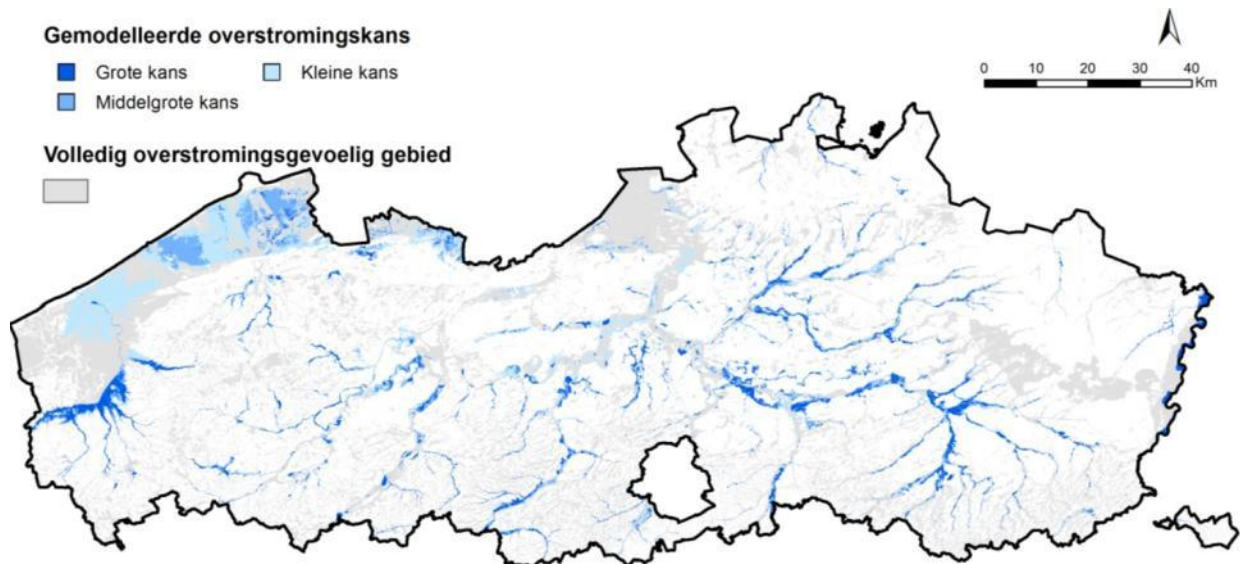 Gemodelleerde overstromingskans
Grote kans
Kleine kans
Middelgrote kans
Volledig overstromingsgevoelig gebied
0 10 20 30 40
Km